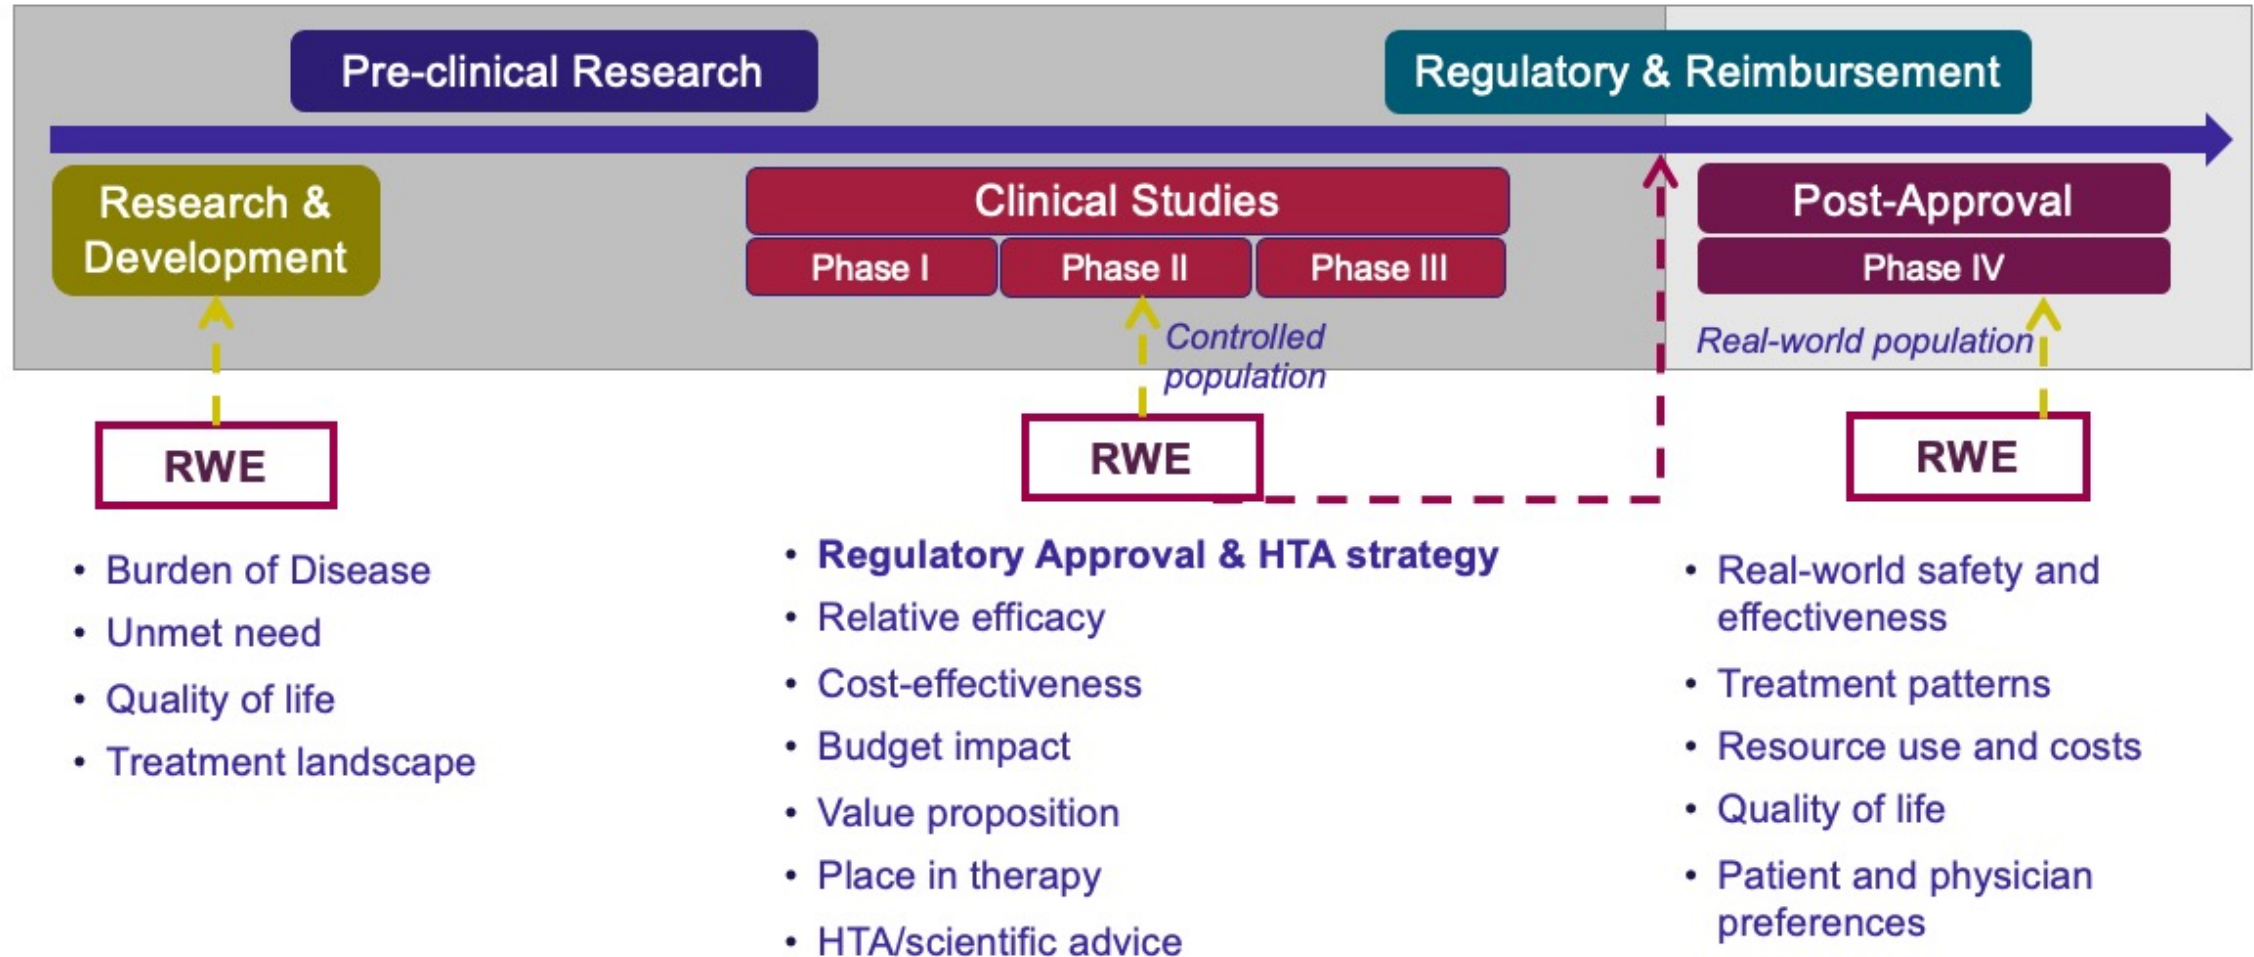 Pre-clinical Research
Regulatory & Reimbursement
Research &
Development
Clinical Studies
Phase I
Phase II
Phase III
Post-Approval
Phase IV
Controlled
population
Real-world population
RWE
RWE
RWE
• Burden of Disease
• Unmet need
• Quality of life
• Treatment landscape
• Regulatory Approval & HTA strategy
• Relative efficacy
• Cost-effectiveness
• Budget impact
• Value proposition
• Place in therapy
• HTA/scientific advice
• Real-world safety and
effectiveness
• Treatment patterns
• Resource use and costs
• Quality of life
• Patient and physician
preferences